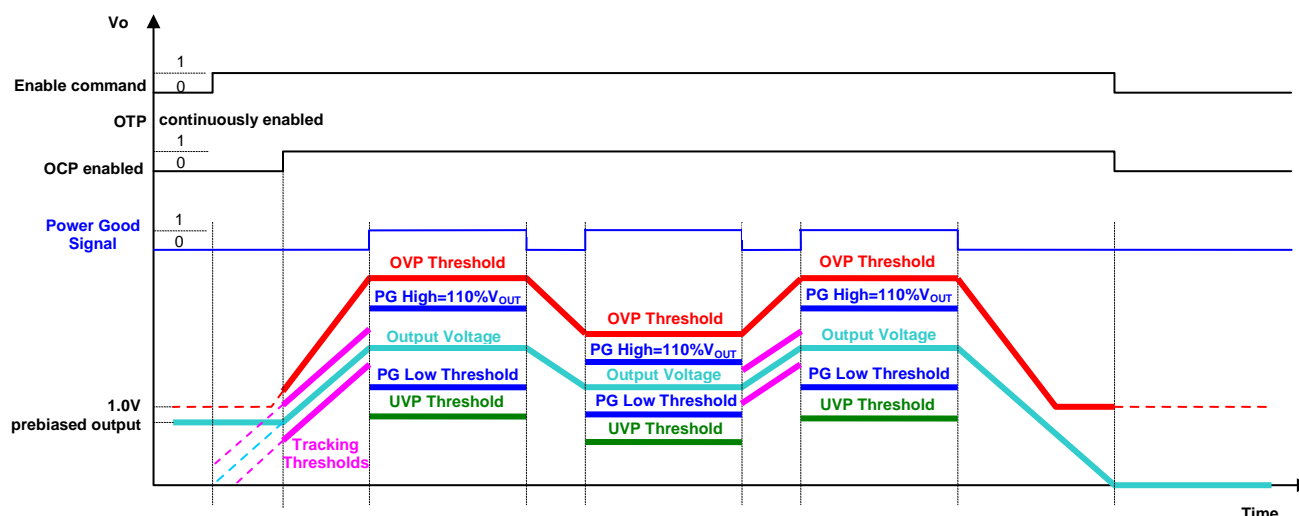 Vo
1
Enable command
0
OTP
continuously enabled
1
OCP enabled
0
Power Good
Signal
1
0
OVP Threshold
OVP Threshold
PG High=110%VOUT
PG High=110%VOUT
OVP Threshold
Output Voltage
Output Voltage
PG High=110%VOUT
PG Low Threshold
Output Voltage
PG Low Threshold
UVP Threshold
PG Low Threshold
UVP Threshold
1.0V
prebiased output
UVP Threshold
Tracking
Thresholds
Time